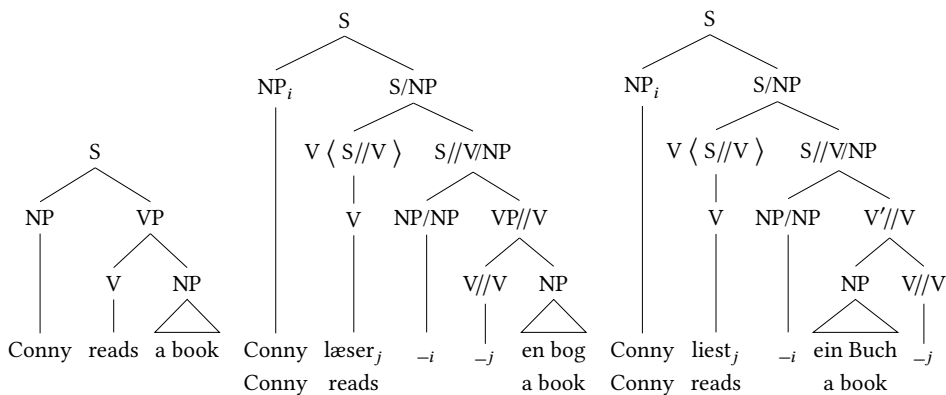 S
S
NP_i S/NP
NP_i S/NP
V ⟨ S//V ⟩ S//V/NP
V ⟨ S//V ⟩ S//V/NP
S
NP VP
V NP/NP VP//V
V NP/NP V′//V
V NP
V//V NP
NP V//V
Conny reads a book
Conny læser_j _i _j en bog
Conny liest_j _i ein Buch _j
Conny reads a book
Conny reads a book